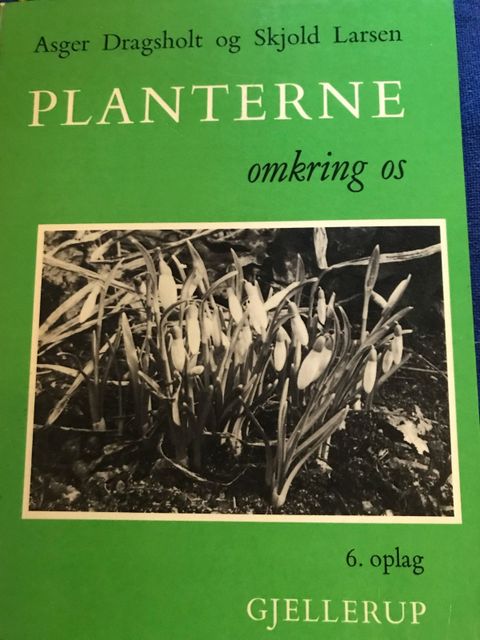 Asger Dragsholt og Skjold Larsen
PLANTERNE
omkring os
6. oplag
GJELLERUP